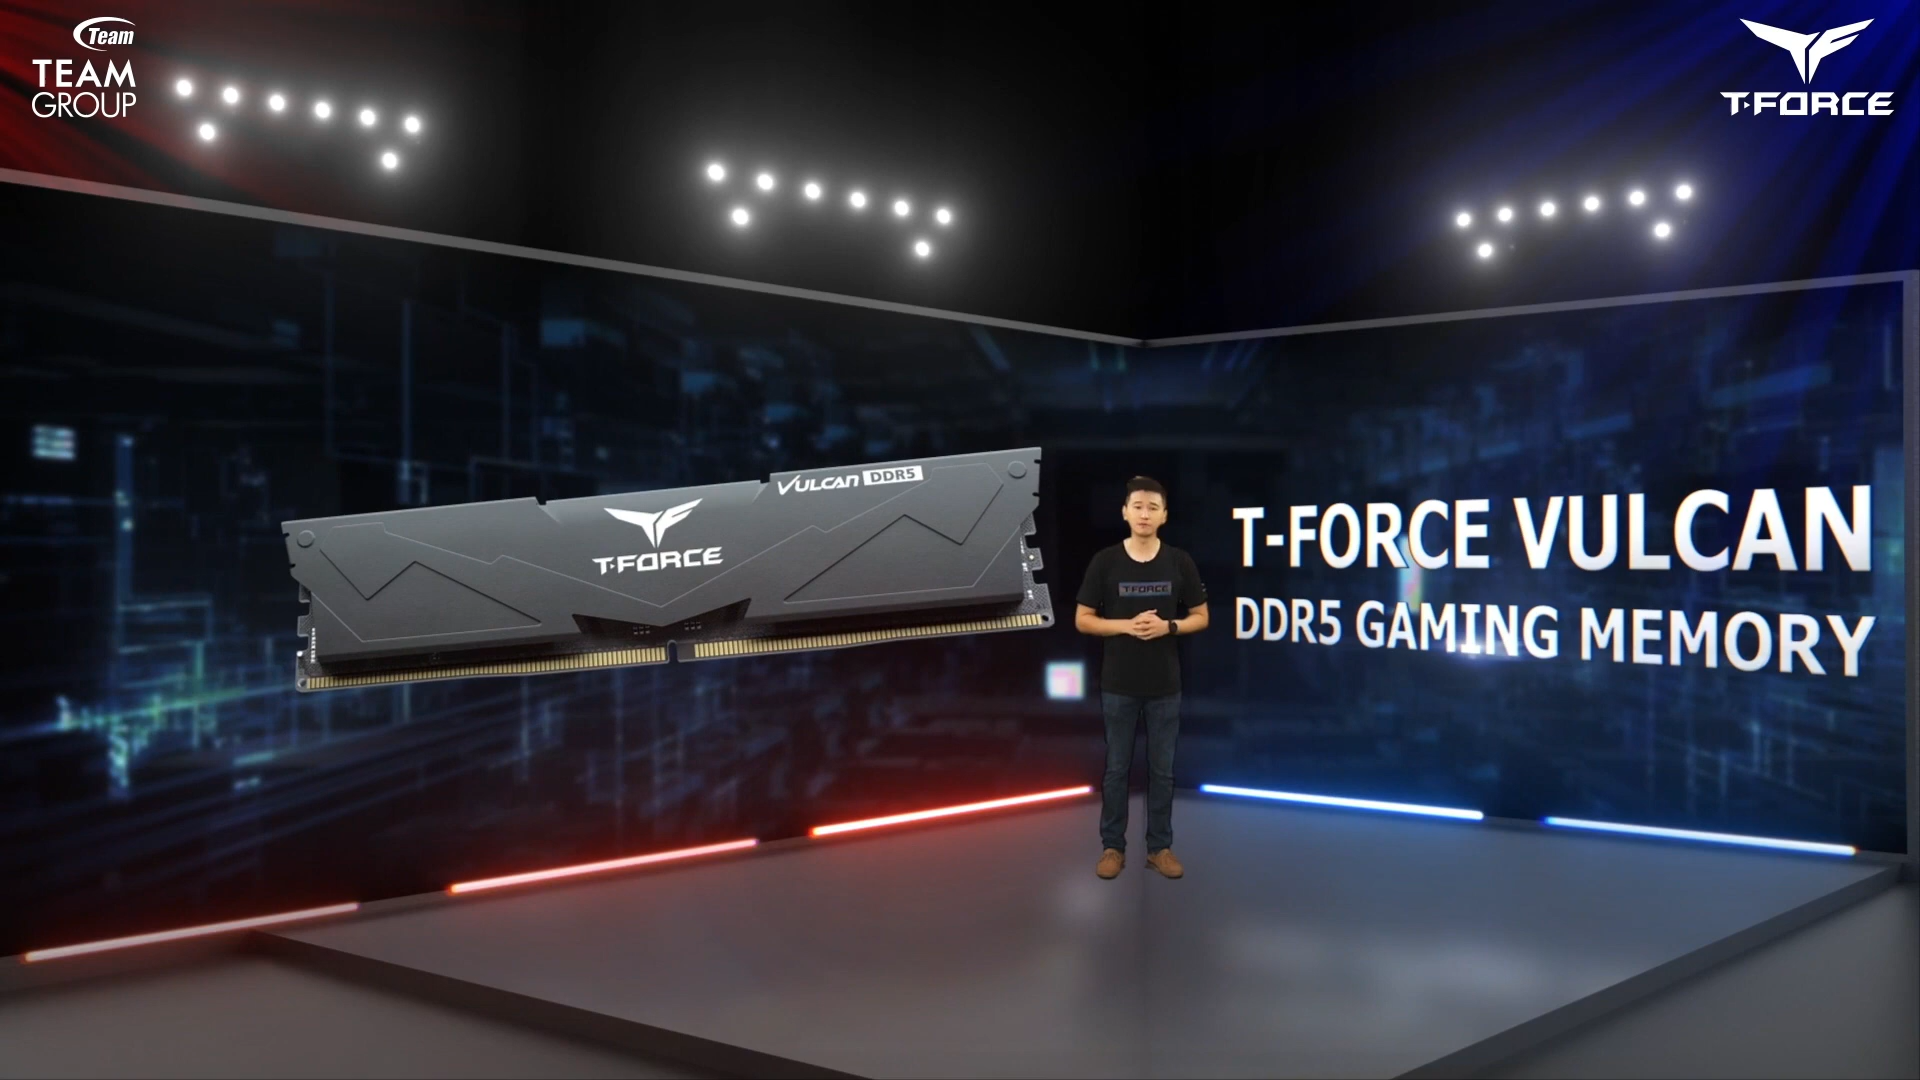 Team
TEAM
GROUP
T-FORCE
VULCAN DDR5
T-FORCE
T-FORCE
T-FORCE VULCAN
DDR5 GAMING MEMORY